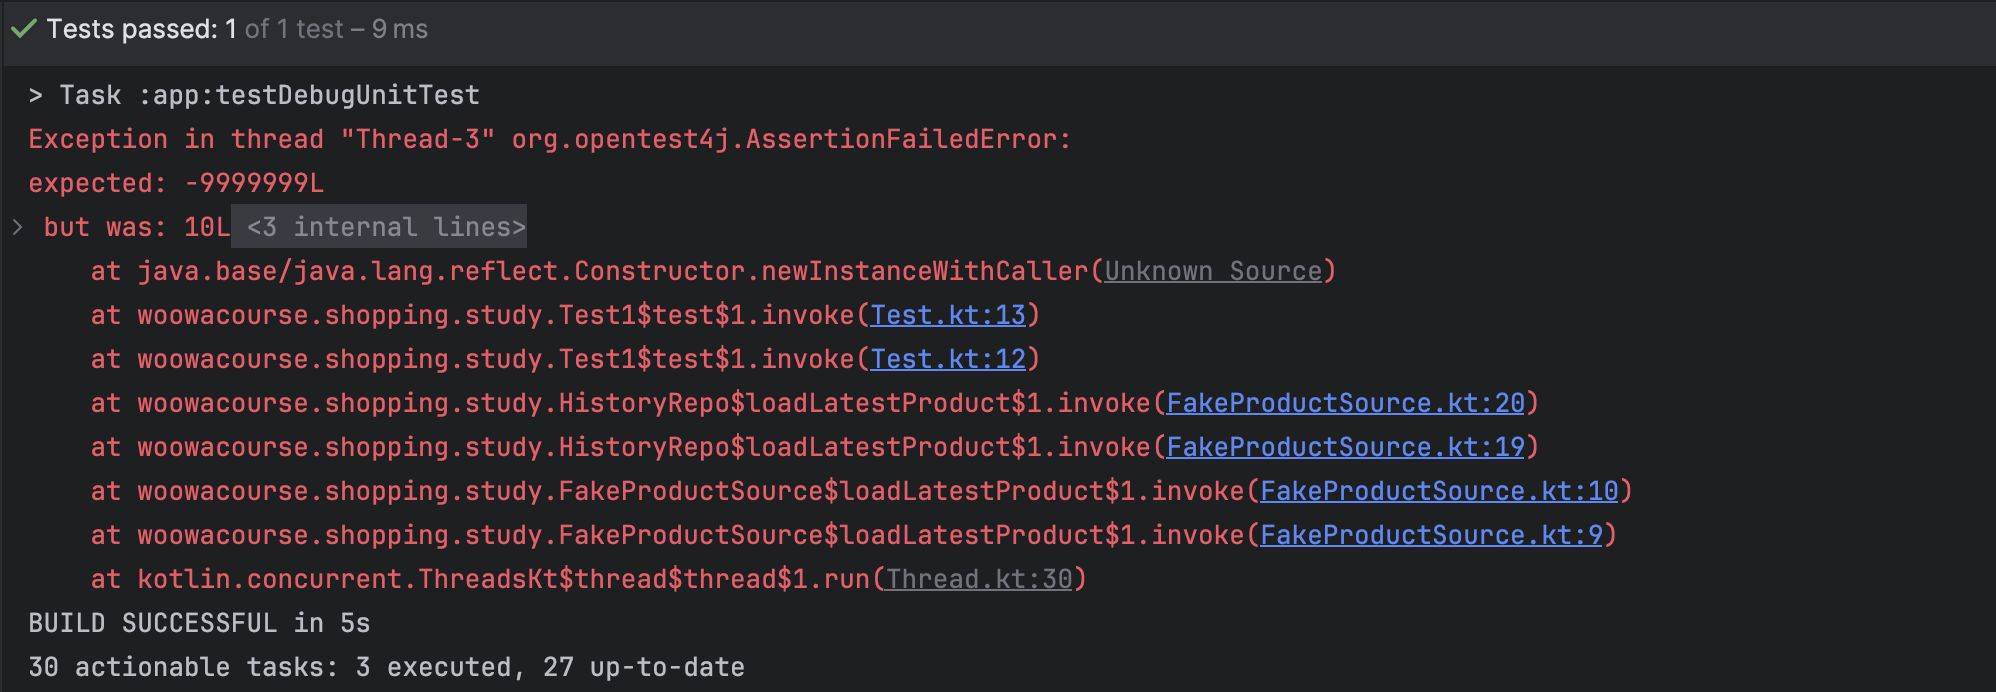 Tests passed: 1 of 1 test – 9 ms
> Task :app:testDebugUnitTest
Exception in thread "Thread-3" org.opentest4j.AssertionFailedError:
expected: -9999999L
but was: 10L <3 internal lines>
at java.base/java.lang.reflect.Constructor.newInstanceWithCaller(Unknown Source)
at woowacourse.shopping.study.Test1$test$1.invoke(Test.kt:13)
at woowacourse.shopping.study.Test1$test$1.invoke(Test.kt:12)
at woowacourse.shopping.study.HistoryRepo$loadLatestProduct$1.invoke(FakeProductSource.kt:20)
at woowacourse.shopping.study.HistoryRepo$loadLatestProduct$1.invoke(FakeProductSource.kt:19)
at woowacourse.shopping.study.FakeProductSource$loadLatestProduct$1.invoke(FakeProductSource.kt:10)
at woowacourse.shopping.study.FakeProductSource$loadLatestProduct$1.invoke(FakeProductSource.kt:9)
at kotlin.concurrent.ThreadsKt$thread$thread$1.run(Thread.kt:30)
BUILD SUCCESSFUL in 5s
30 actionable tasks: 3 executed, 27 up-to-date